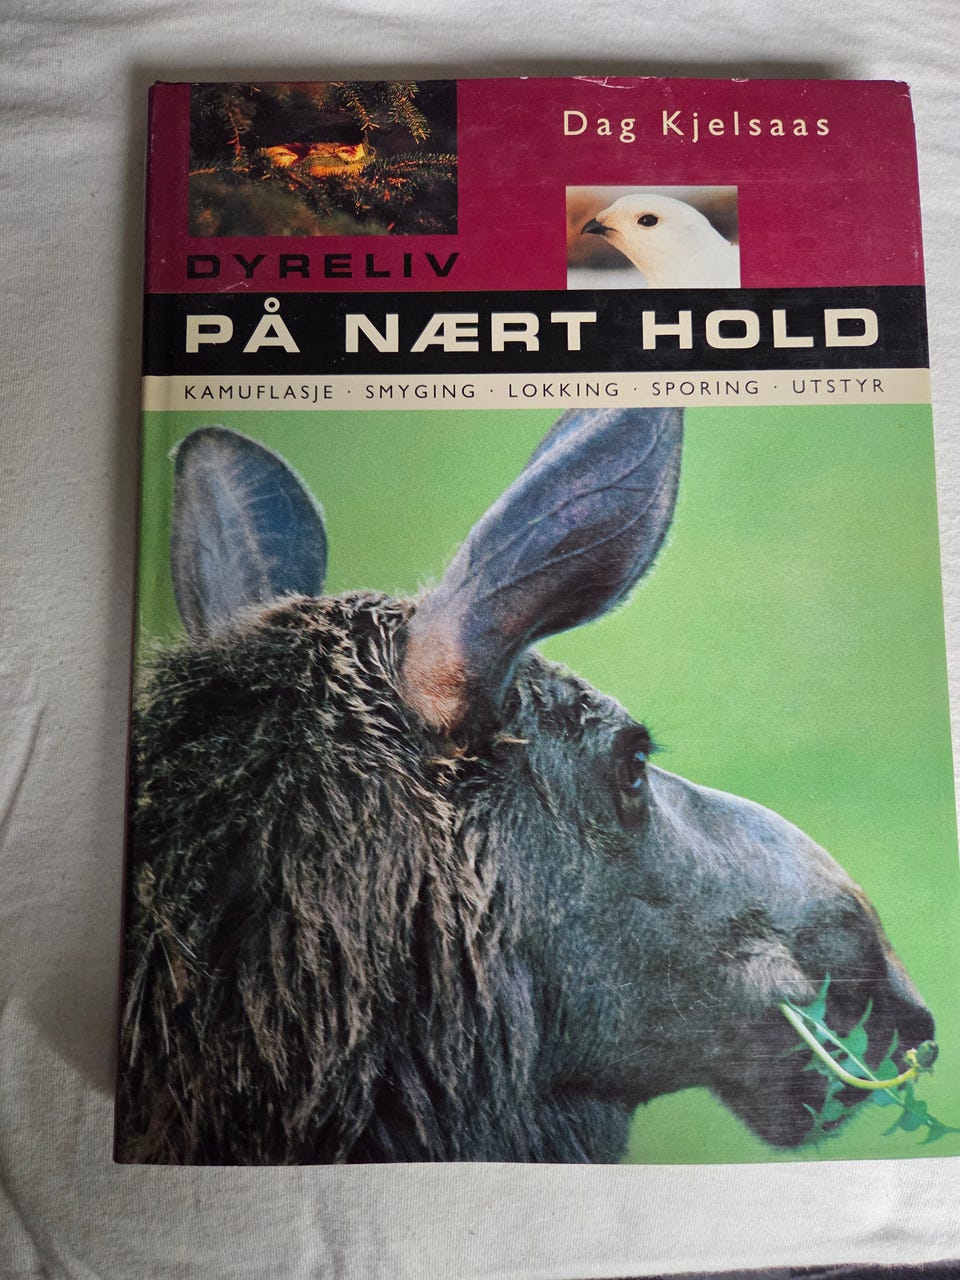 Dag Kjelsaas
DYRELIV
PÅ NÆRT HOLD
KAMUFLASJE · SMYGING · LOKKING · SPORING · UTSTYR